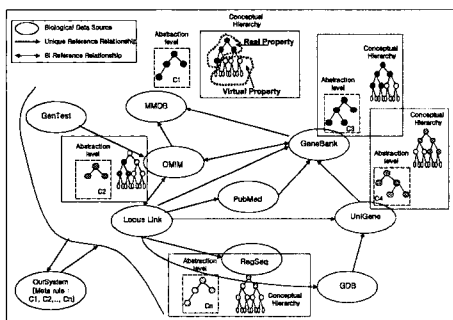 Biological Data Source
Unique Reference Relationship
Bi Reference Relationship
Conceptual
Hierarchy
Abstraction
level
C1
Real Property
Virtual Property
MMDB
GenTest
OMIM
GeneBank
Abstraction
level
C2
Abstraction
level
C3
Conceptual
Hierarchy
Conceptual
Hierarchy
Abstraction
level
C4
PubMed
Locus Link
UniGene
RegSeq
Abstraction
level
Cn
Conceptual
Hierarchy
GDB
OurSystem
[Meta rule :
C1, C2,.., Cn]